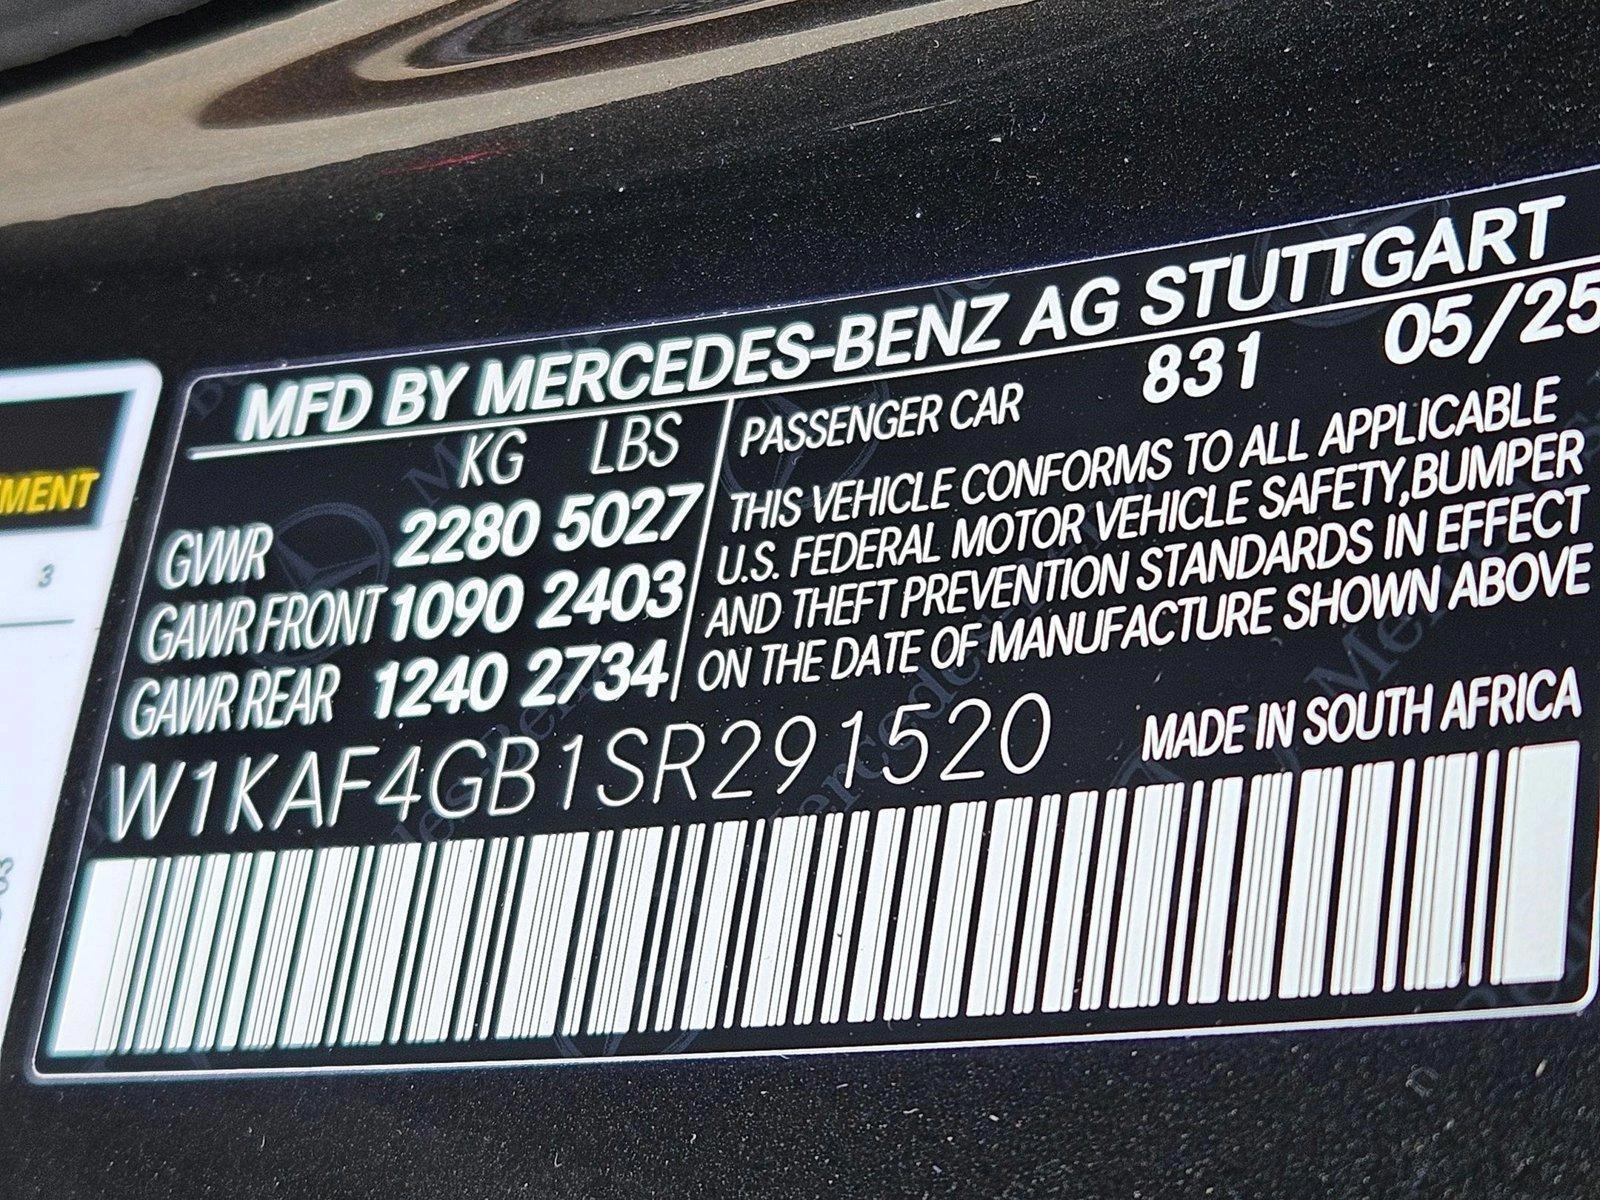 MFD BY MERCEDES-BENZ AG STUTTGART
KG LBS
GVWR 2280 5027
GAWR FRONT 1090 2403
GAWR REAR 1240 2734
PASSENGER CAR 831 05/25
THIS VEHICLE CONFORMS TO ALL APPLICABLE
U.S. FEDERAL MOTOR VEHICLE SAFETY,BUMPER
AND THEFT PREVENTION STANDARDS IN EFFECT
ON THE DATE OF MANUFACTURE SHOWN ABOVE
W1KAF4GB1SR291520
MADE IN SOUTH AFRICA
MENT
3